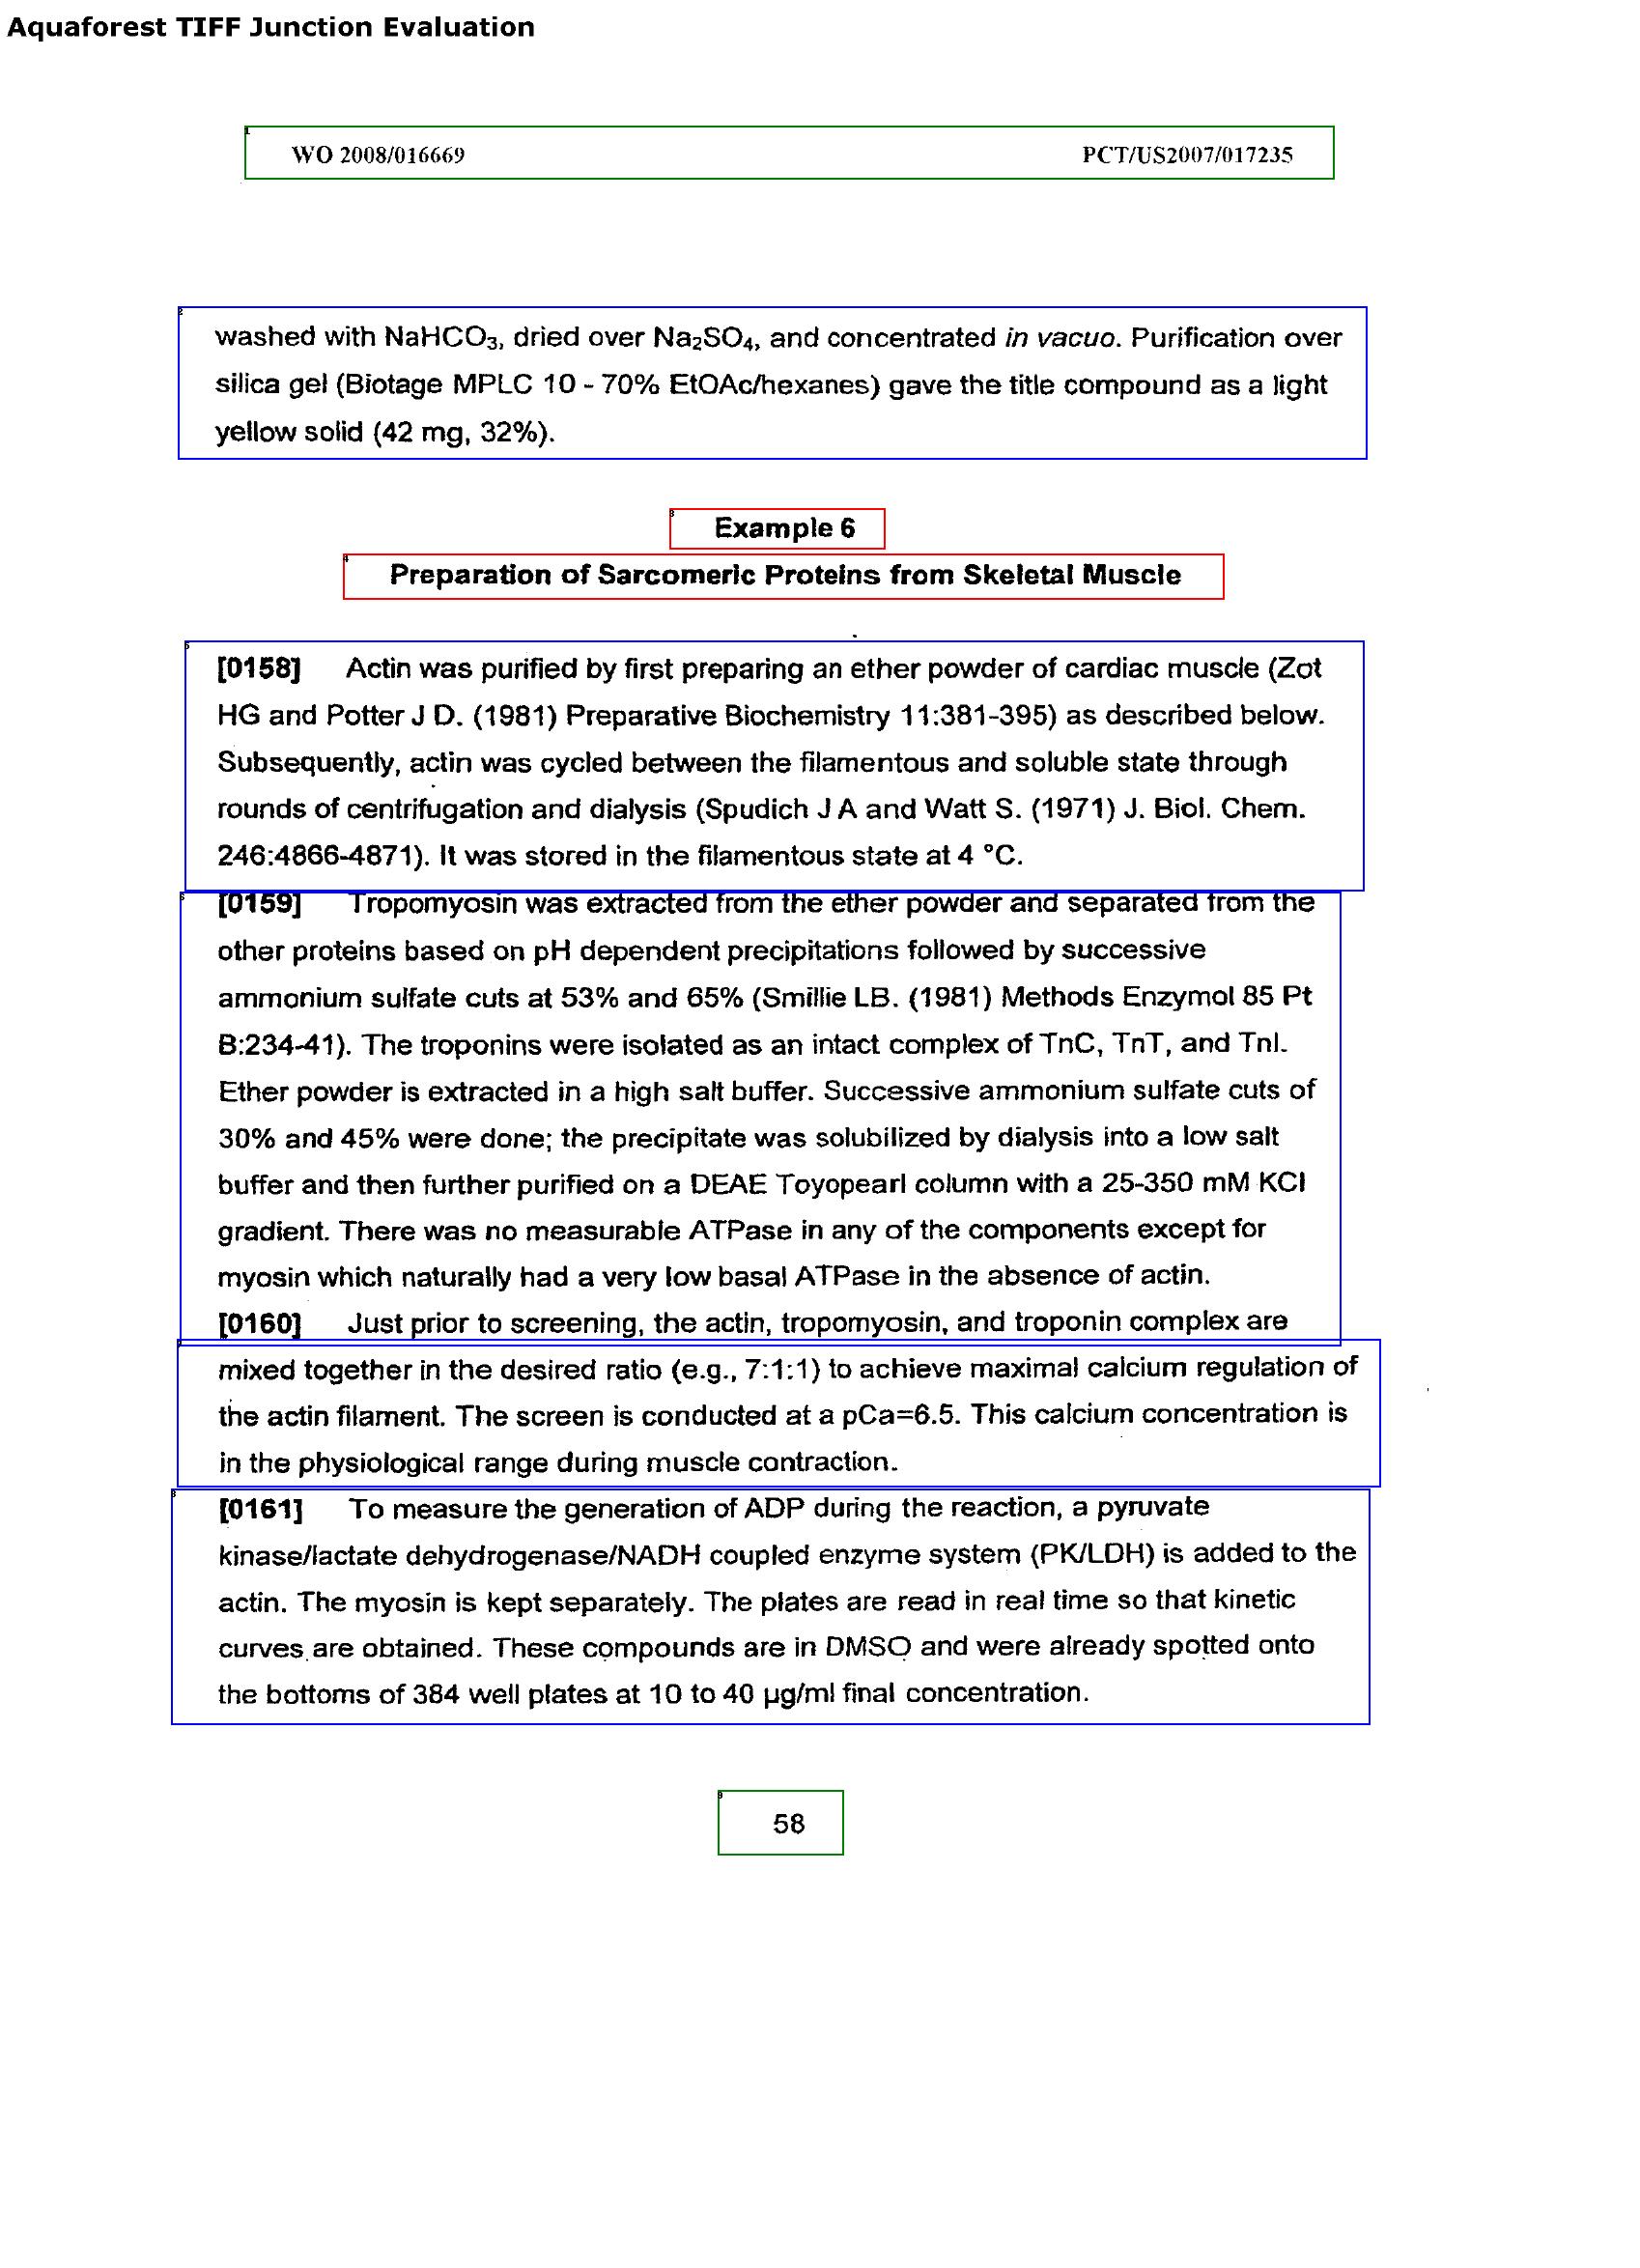 Aquaforest TIFF Junction Evaluation
WO 2008/016669 PCT/US2007/017235
washed with NaHCO₃, dried over Na₂SO₄, and concentrated in vacuo. Purification over
silica gel (Biotage MPLC 10 - 70% EtOAc/hexanes) gave the title compound as a light
yellow solid (42 mg, 32%).
Example 6
Preparation of Sarcomeric Proteins from Skeletal Muscle
[0158] Actin was purified by first preparing an ether powder of cardiac muscle (Zot
HG and Potter J D. (1981) Preparative Biochemistry 11:381-395) as described below.
Subsequently, actin was cycled between the filamentous and soluble state through
rounds of centrifugation and dialysis (Spudich J A and Watt S. (1971) J. Biol. Chem.
246:4866-4871). It was stored in the filamentous state at 4 °C.
[0159] Tropomyosin was extracted from the ether powder and separated from the
other proteins based on pH dependent precipitations followed by successive
ammonium sulfate cuts at 53% and 65% (Smillie LB. (1981) Methods Enzymol 85 Pt
B:234-41). The troponins were isolated as an intact complex of TnC, TnT, and TnI.
Ether powder is extracted in a high salt buffer. Successive ammonium sulfate cuts of
30% and 45% were done; the precipitate was solubilized by dialysis into a low salt
buffer and then further purified on a DEAE Toyopearl column with a 25-350 mM KCl
gradient. There was no measurable ATPase in any of the components except for
myosin which naturally had a very low basal ATPase in the absence of actin.
[0160] Just prior to screening, the actin, tropomyosin, and troponin complex are
mixed together in the desired ratio (e.g., 7:1:1) to achieve maximal calcium regulation of
the actin filament. The screen is conducted at a pCa=6.5. This calcium concentration is
in the physiological range during muscle contraction.
[0161] To measure the generation of ADP during the reaction, a pyruvate
kinase/lactate dehydrogenase/NADH coupled enzyme system (PK/LDH) is added to the
actin. The myosin is kept separately. The plates are read in real time so that kinetic
curves are obtained. These compounds are in DMSO and were already spotted onto
the bottoms of 384 well plates at 10 to 40 µg/ml final concentration.
58